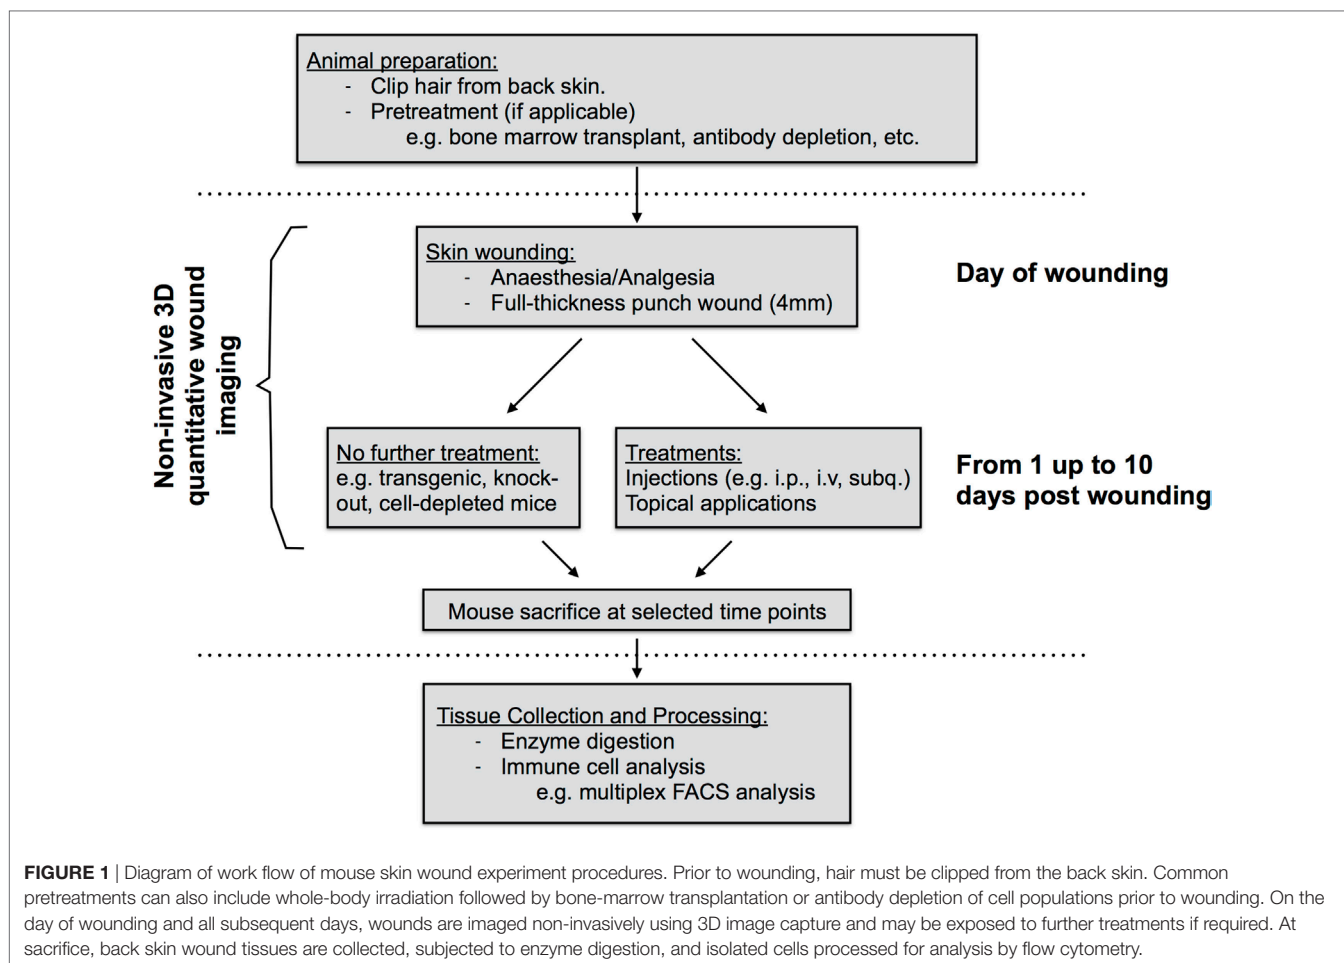 Animal preparation:
- Clip hair from back skin.
- Pretreatment (if applicable)
e.g. bone marrow transplant, antibody depletion, etc.
Non-invasive 3D
quantitative wound
imaging
Skin wounding:
- Anaesthesia/Analgesia
- Full-thickness punch wound (4mm)
Day of wounding
No further treatment:
e.g. transgenic, knock-
out, cell-depleted mice
Treatments:
Injections (e.g. i.p., i.v, subq.)
Topical applications
From 1 up to 10
days post wounding
Mouse sacrifice at selected time points
Tissue Collection and Processing:
- Enzyme digestion
- Immune cell analysis
e.g. multiplex FACS analysis
FIGURE 1 | Diagram of work flow of mouse skin wound experiment procedures. Prior to wounding, hair must be clipped from the back skin. Common
pretreatments can also include whole-body irradiation followed by bone-marrow transplantation or antibody depletion of cell populations prior to wounding. On the
day of wounding and all subsequent days, wounds are imaged non-invasively using 3D image capture and may be exposed to further treatments if required. At
sacrifice, back skin wound tissues are collected, subjected to enzyme digestion, and isolated cells processed for analysis by flow cytometry.